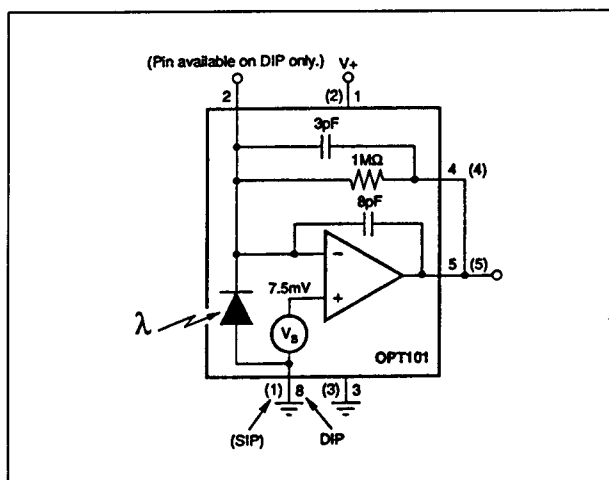 (Pin available on DIP only.) V+
2 (2) 1
3pF
1MΩ
4 (4)
8pF
−
5 (5)
7.5mV
+
λ
VB
OPT101
(1) 8 (3) 3
(SIP) DIP